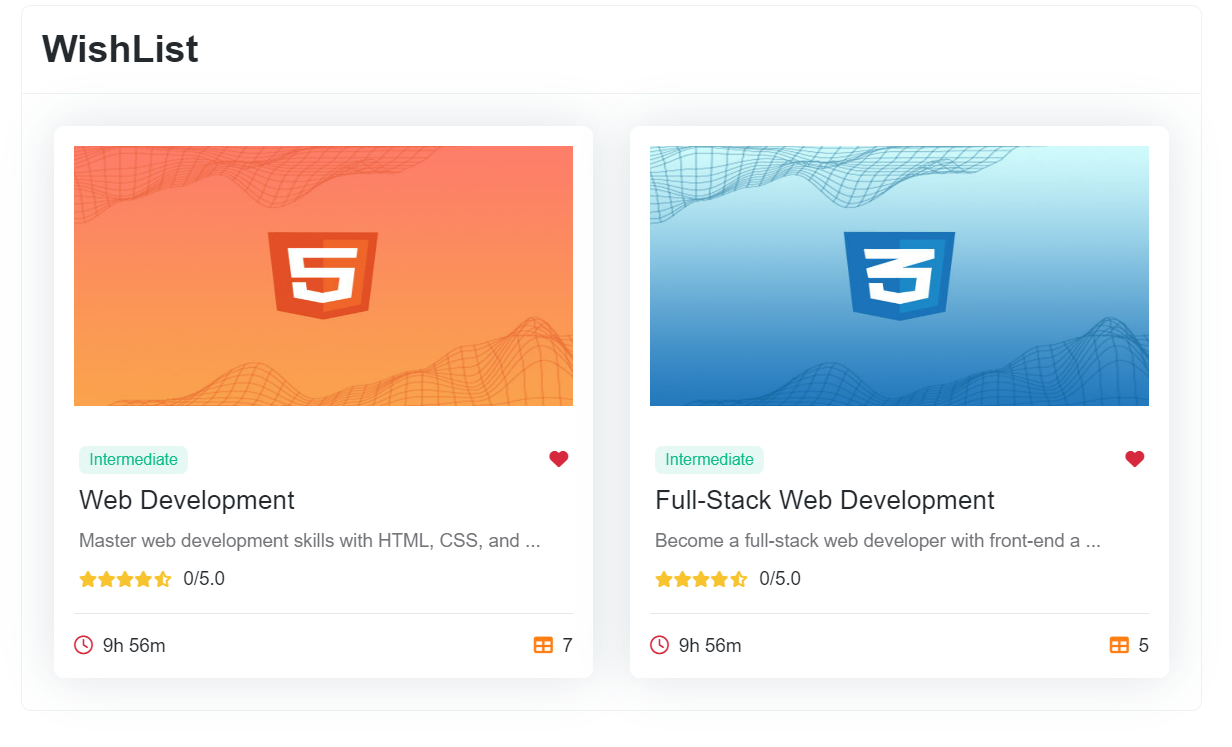 WishList
5
3
Intermediate
Web Development
Master web development skills with HTML, CSS, and ...
0/5.0
9h 56m
7
Intermediate
Full-Stack Web Development
Become a full-stack web developer with front-end a ...
0/5.0
9h 56m
5